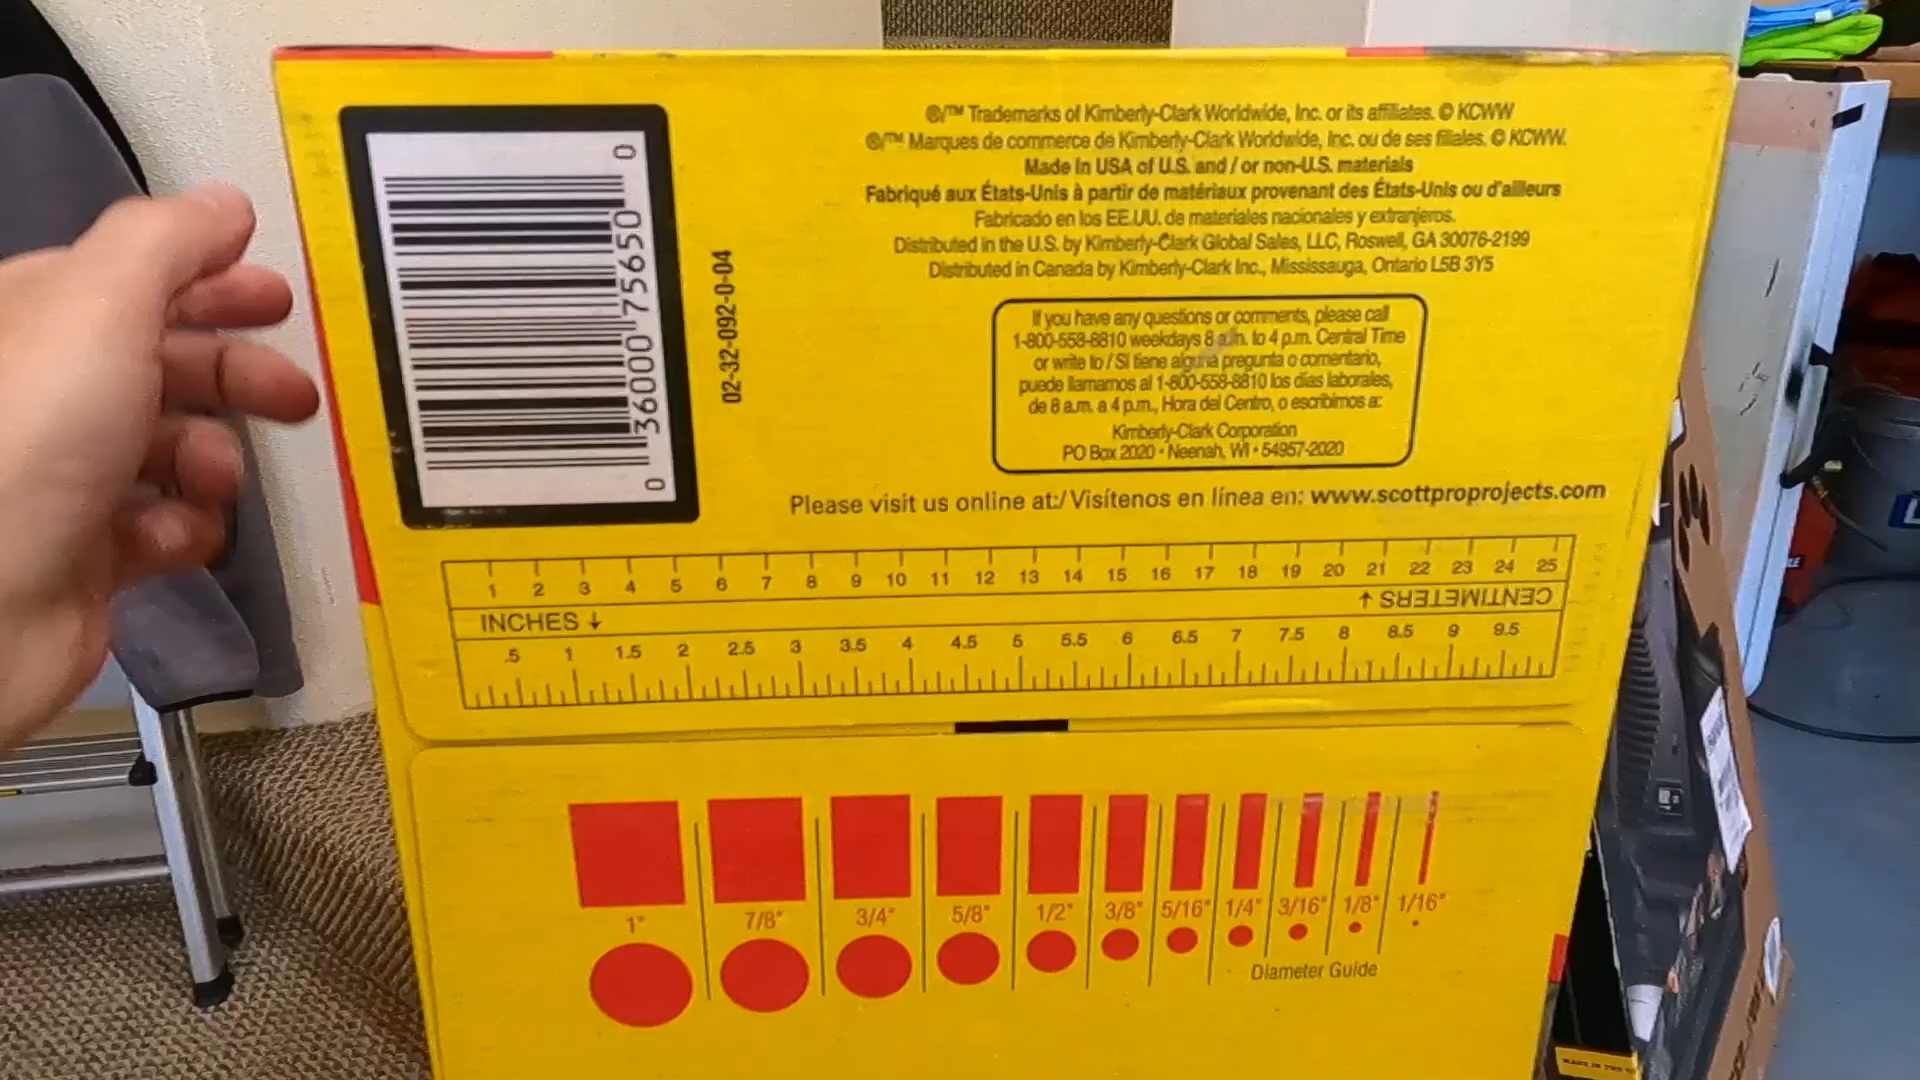 ®/™ Trademarks of Kimberly-Clark Worldwide, Inc. or its affiliates. © KCWW
®/™ Marques de commerce de Kimberly-Clark Worldwide, Inc. ou de ses filiales. © KCWW.
Made in USA of U.S. and / or non-U.S. materials
Fabriqué aux États-Unis à partir de matériaux provenant des États-Unis ou d'ailleurs
Fabricado en los EE.UU. de materiales nacionales y extranjeros.
Distributed in the U.S. by Kimberly-Clark Global Sales, LLC, Roswell, GA 30076-2199
Distributed in Canada by Kimberly-Clark Inc., Mississauga, Ontario L5B 3Y5
0 36000 75650 0
02-32-092-0-04
If you have any questions or comments, please call
1-800-558-8810 weekdays 8 a.m. to 4 p.m. Central Time
or write to / Si tiene alguna pregunta o comentario,
puede llamarnos al 1-800-558-8810 los días laborales,
de 8 a.m. a 4 p.m., Hora del Centro, o escribirnos a:
Kimberly-Clark Corporation
PO Box 2020 • Neenah, WI • 54957-2020
Please visit us online at:/ Visítenos en línea en: www.scottproprojects.com
1 2 3 4 5 6 7 8 9 10 11 12 13 14 15 16 17 18 19 20 21 22 23 24 25
CENTIMETERS ↓
INCHES ↓
.5 1 1.5 2 2.5 3 3.5 4 4.5 5 5.5 6 6.5 7 7.5 8 8.5 9 9.5
1" 7/8" 3/4" 5/8" 1/2" 3/8" 5/16" 1/4" 3/16" 1/8" 1/16"
Diameter Guide